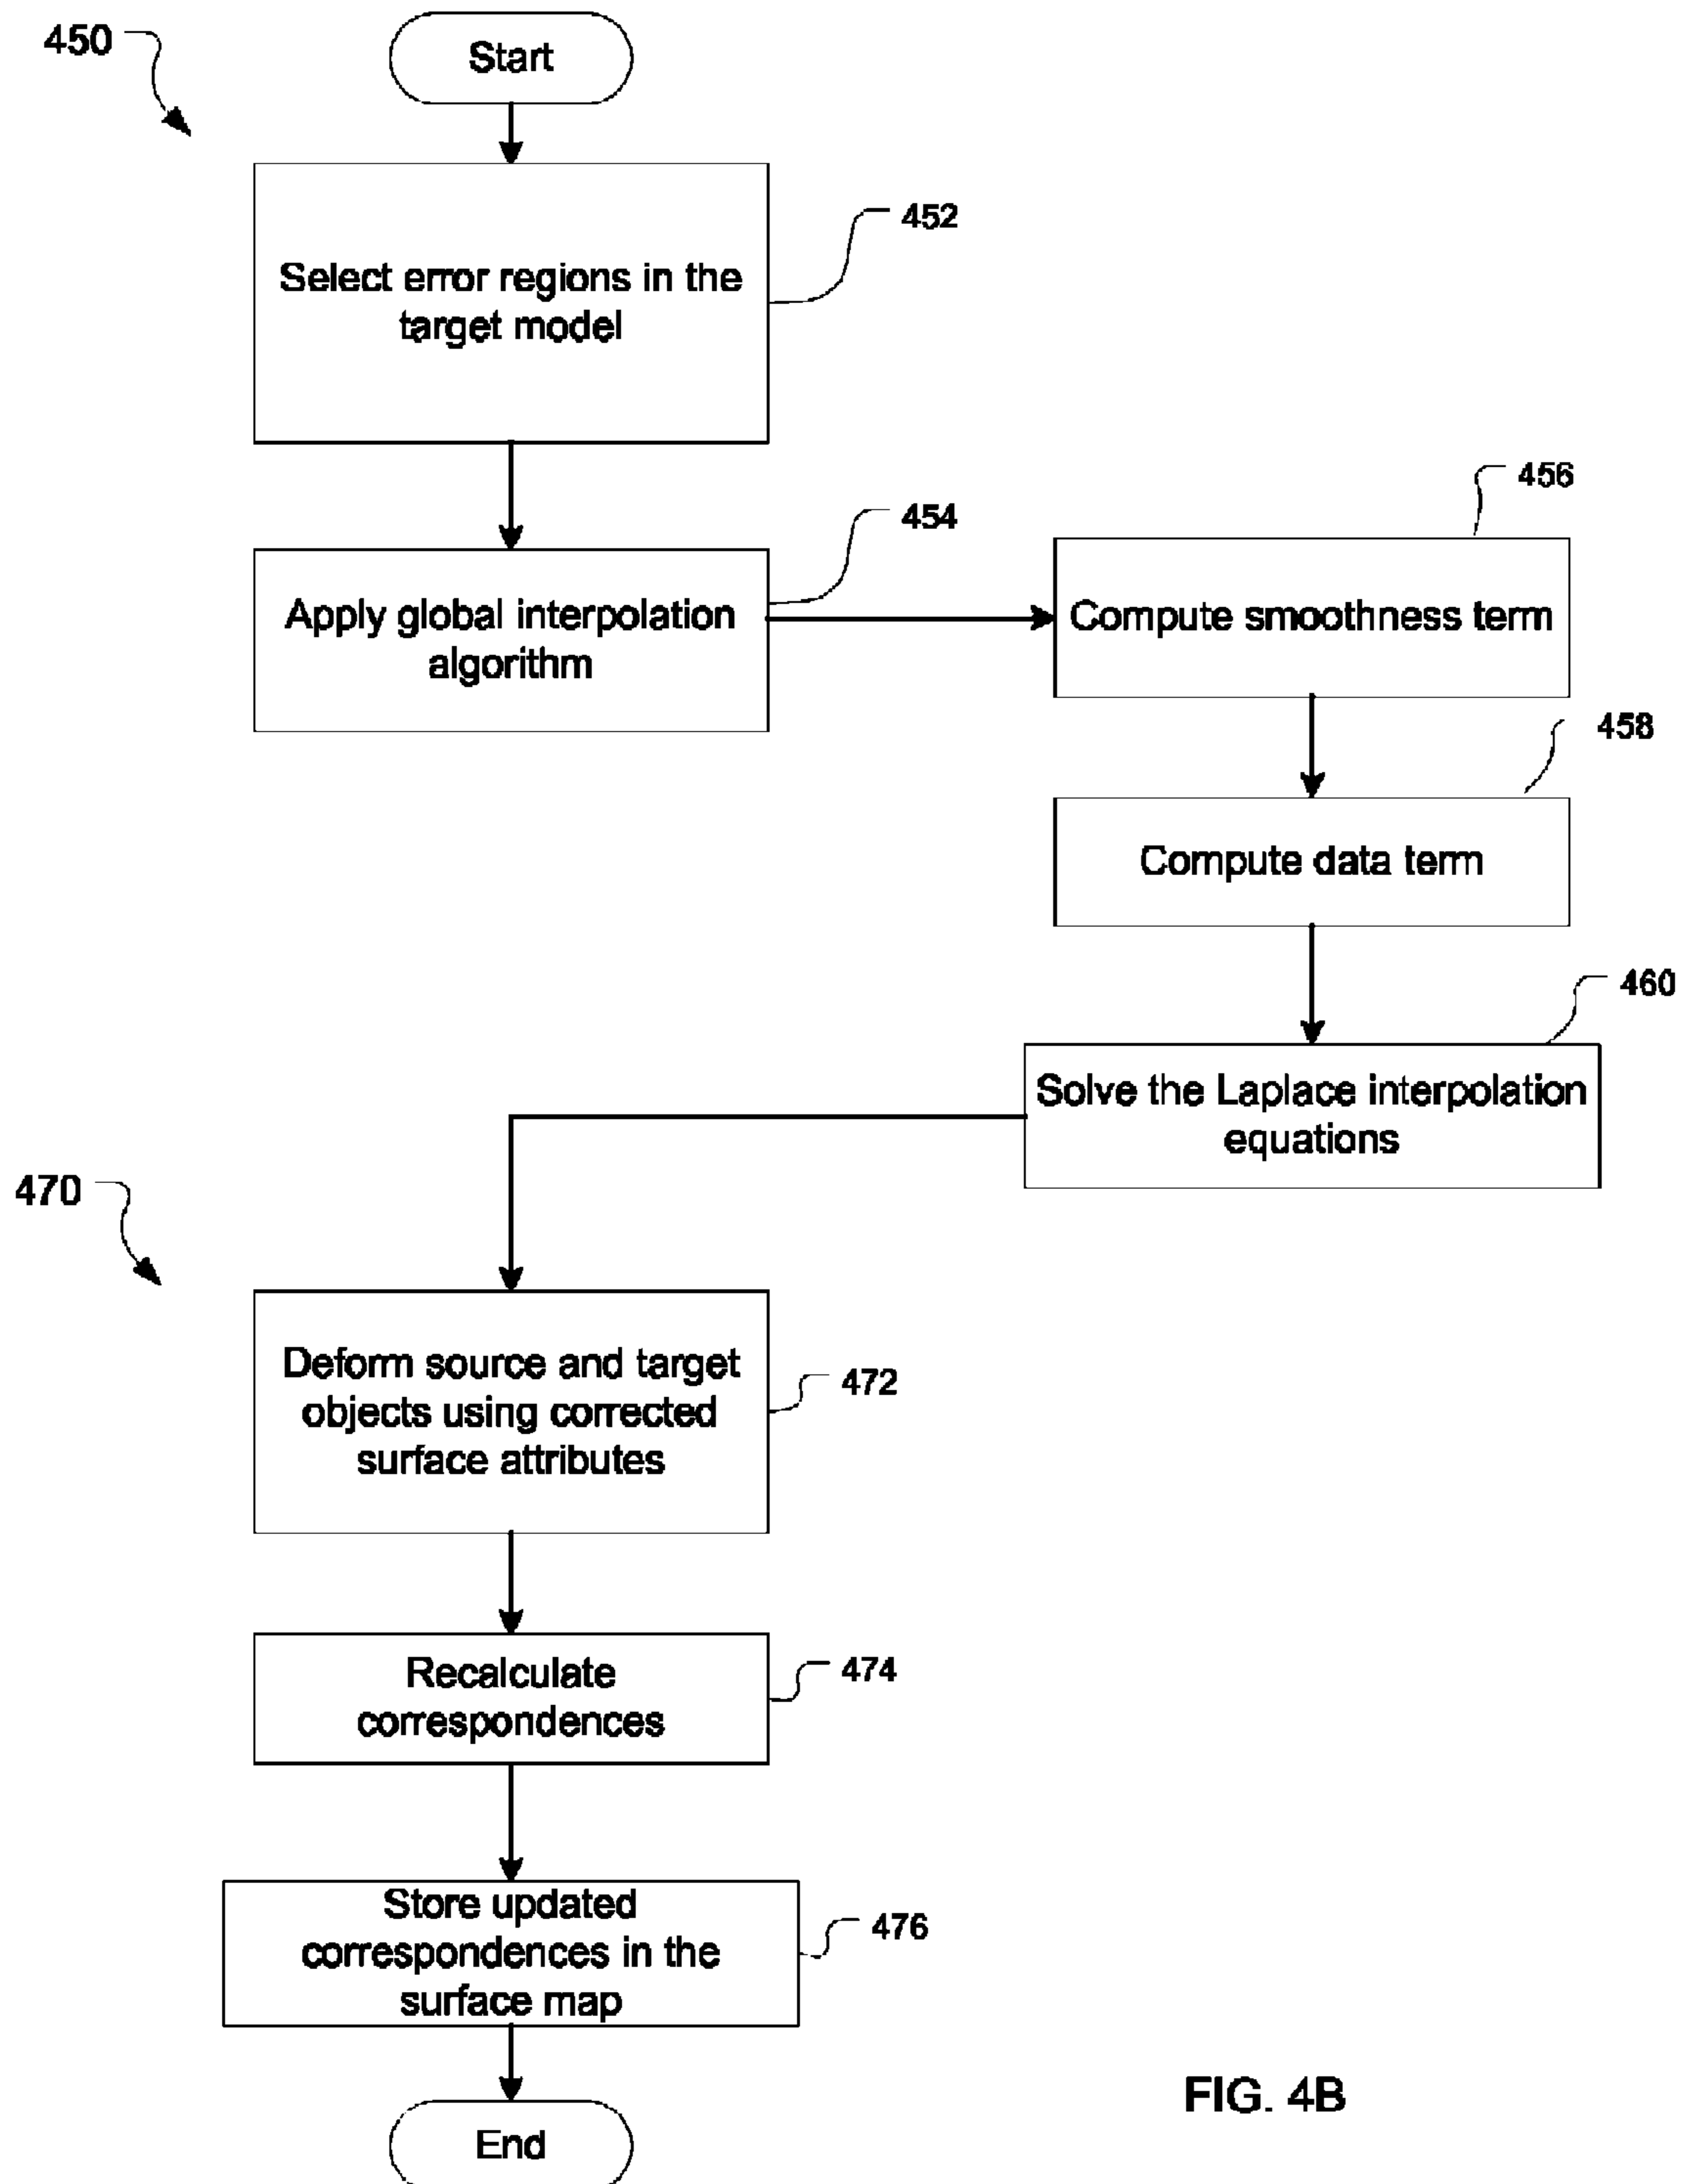 450
Start
Select error regions in the
target model
452
Apply global interpolation
algorithm
454
Compute smoothness term
456
Compute data term
458
Solve the Laplace interpolation
equations
460
470
Deform source and target
objects using corrected
surface attributes
472
Recalculate
correspondences
474
Store updated
correspondences in the
surface map
476
End
FIG. 4B